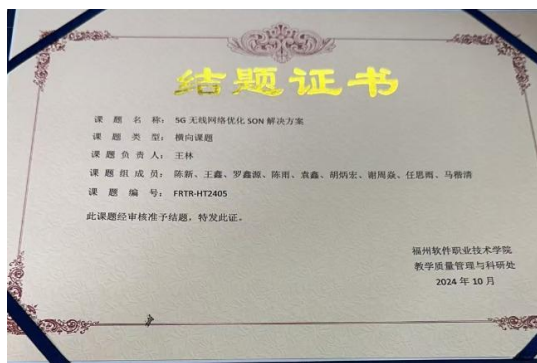 结题证书
课题名称：5G 无线网络优化 SON 解决方案
课题类型：横向课题
课题负责人：王林
课题组成员：陈新、王鑫、罗鑫源、陈雨、袁鑫、胡炳宏、谢周焱、任思雨、马楷清
课题编号：FRTR-HT2405
此课题经审核准予结题，特发此证。
福州软件职业技术学院
教学质量管理与科研处
2024 年 10 月